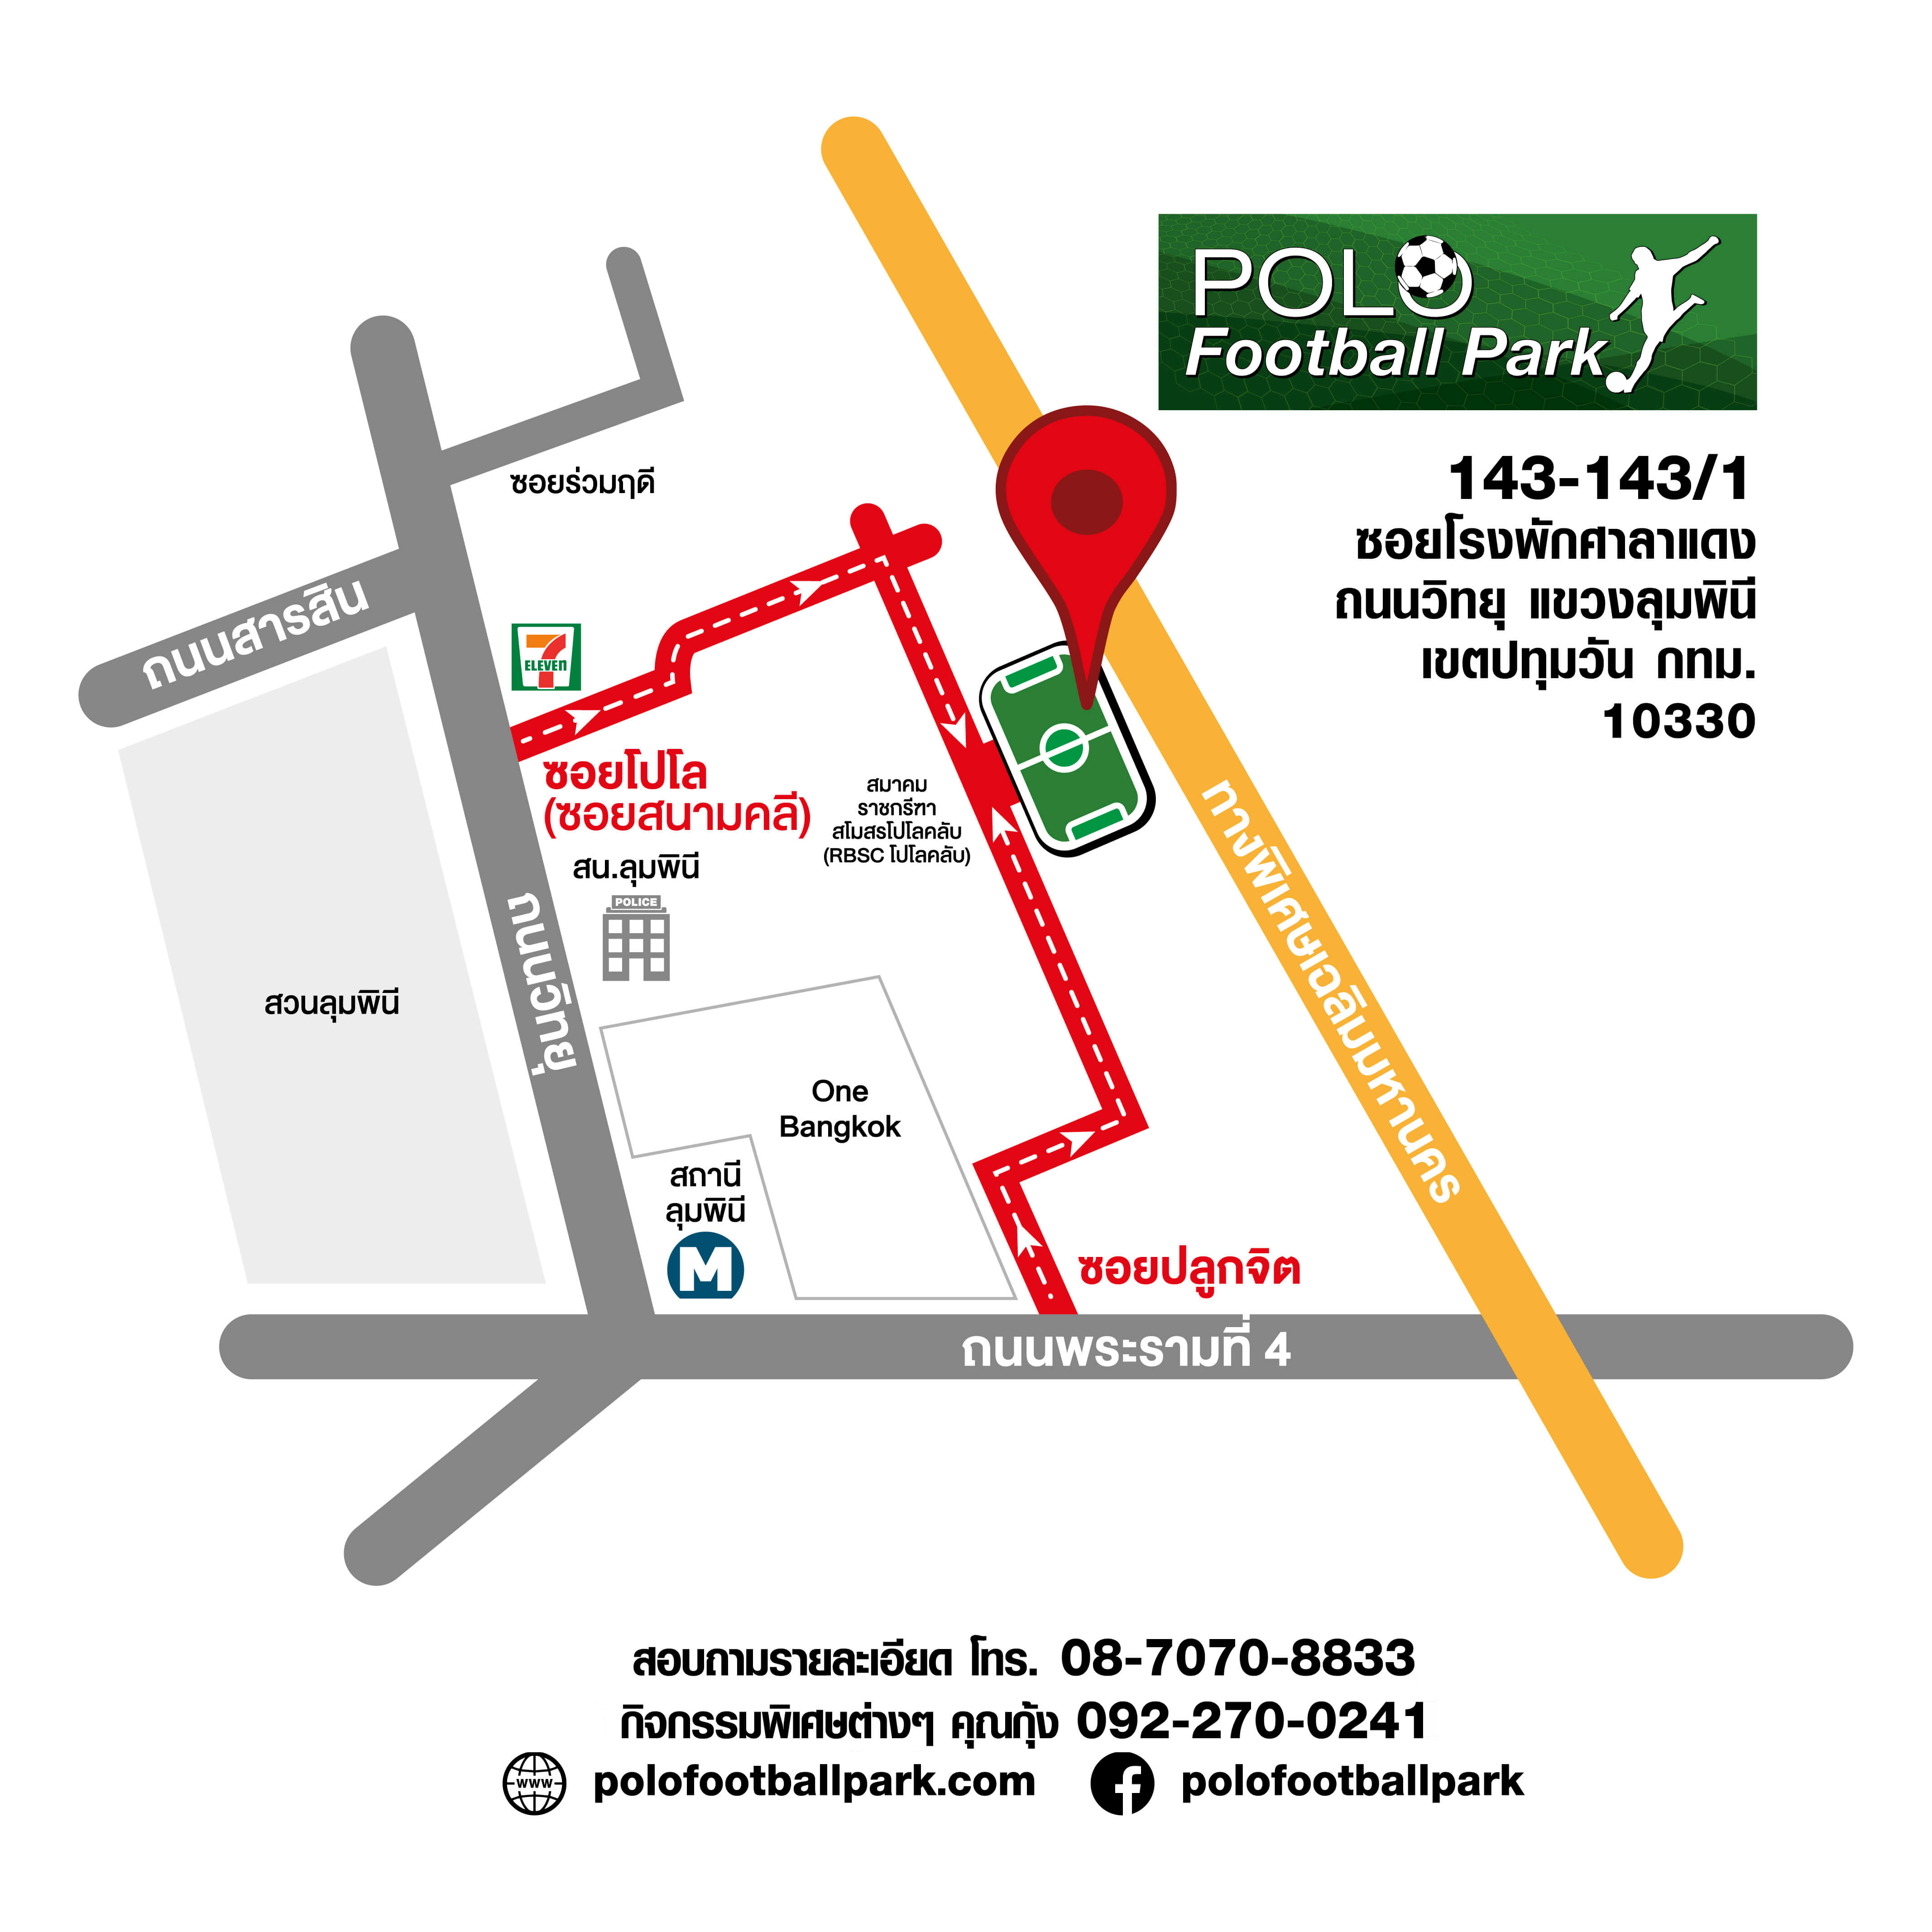 POLO
Football Park
143-143/1
ซอยโรงพักศาลาแดง
ถนนวิทยุ แขวงลุมพินี
เขตปทุมวัน กทม.
10330
ซอยร่วมฤดี
ถนนสารสิน
7
ELEVEn
ซอยโปโล
(ซอยสนามคลี)
สมาคม
ราชกรีฑา
สโมสรโปโลคลับ
(RBSC โปโลคลับ)
สน.ลุมพินี
POLICE
ถนนวิทยุ
สวนลุมพินี
ทางพิเศษเฉลิมมหานคร
One
Bangkok
สถานี
ลุมพินี
M
ซอยปลูกจิต
ถนนพระรามที่ 4
สอบถามรายละเอียด โทร. 08-7070-8833
กิจกรรมพิเศษต่างๆ คุณกุ้ง 092-270-0241
www polofootballpark.com f polofootballpark